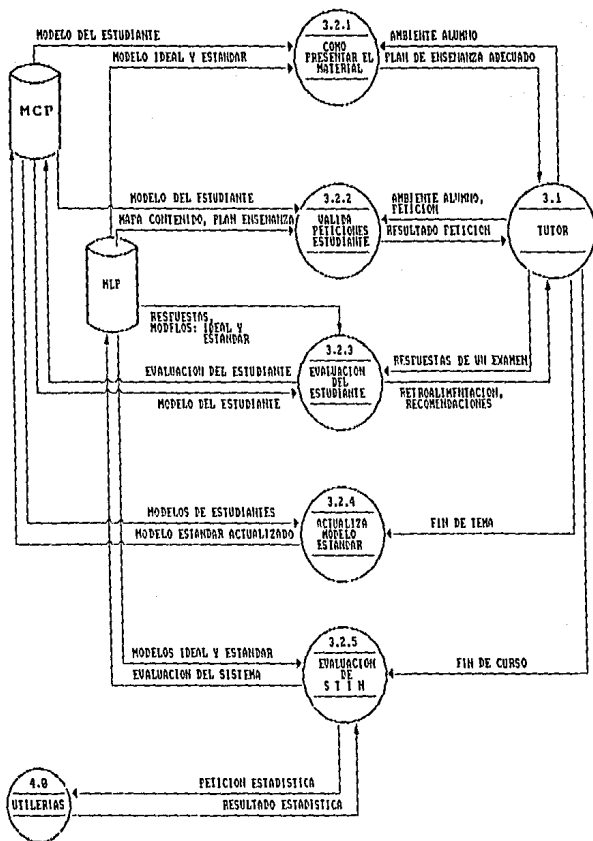 MODELO DEL ESTUDIANTE
MODELO IDEAL Y ESTANDAR
3.2.1
COMO
PRESENTAR EL
MATERIAL
AMBIENTE ALUMNO
PLAN DE ENSEÑANZA ADECUADO
MCP
MODELO DEL ESTUDIANTE
MAPA CONTENIDO, PLAN ENSEÑANZA
3.2.2
VALIDA
PETICIONES
ESTUDIANTE
AMBIENTE ALUMNO,
PETICION
RESULTADO PETICION
3.1
TUTOR
MLP
RESPUESTAS,
MODELOS: IDEAL Y
ESTANDAR
EVALUACION DEL ESTUDIANTE
MODELO DEL ESTUDIANTE
3.2.3
EVALUACION
DEL
ESTUDIANTE
RESPUESTAS DE UN EXAMEN
RETROALIMENTACION,
RECOMENDACIONES
MODELOS DE ESTUDIANTES
MODELO ESTANDAR ACTUALIZADO
3.2.4
ACTUALIZA
MODELO
ESTANDAR
FIN DE TEMA
MODELOS IDEAL Y ESTANDAR
EVALUACION DEL SISTEMA
3.2.5
EVALUACION
DE
S T I N
FIN DE CURSO
4.0
UTILERIAS
PETICION ESTADISTICA
RESULTADO ESTADISTICA